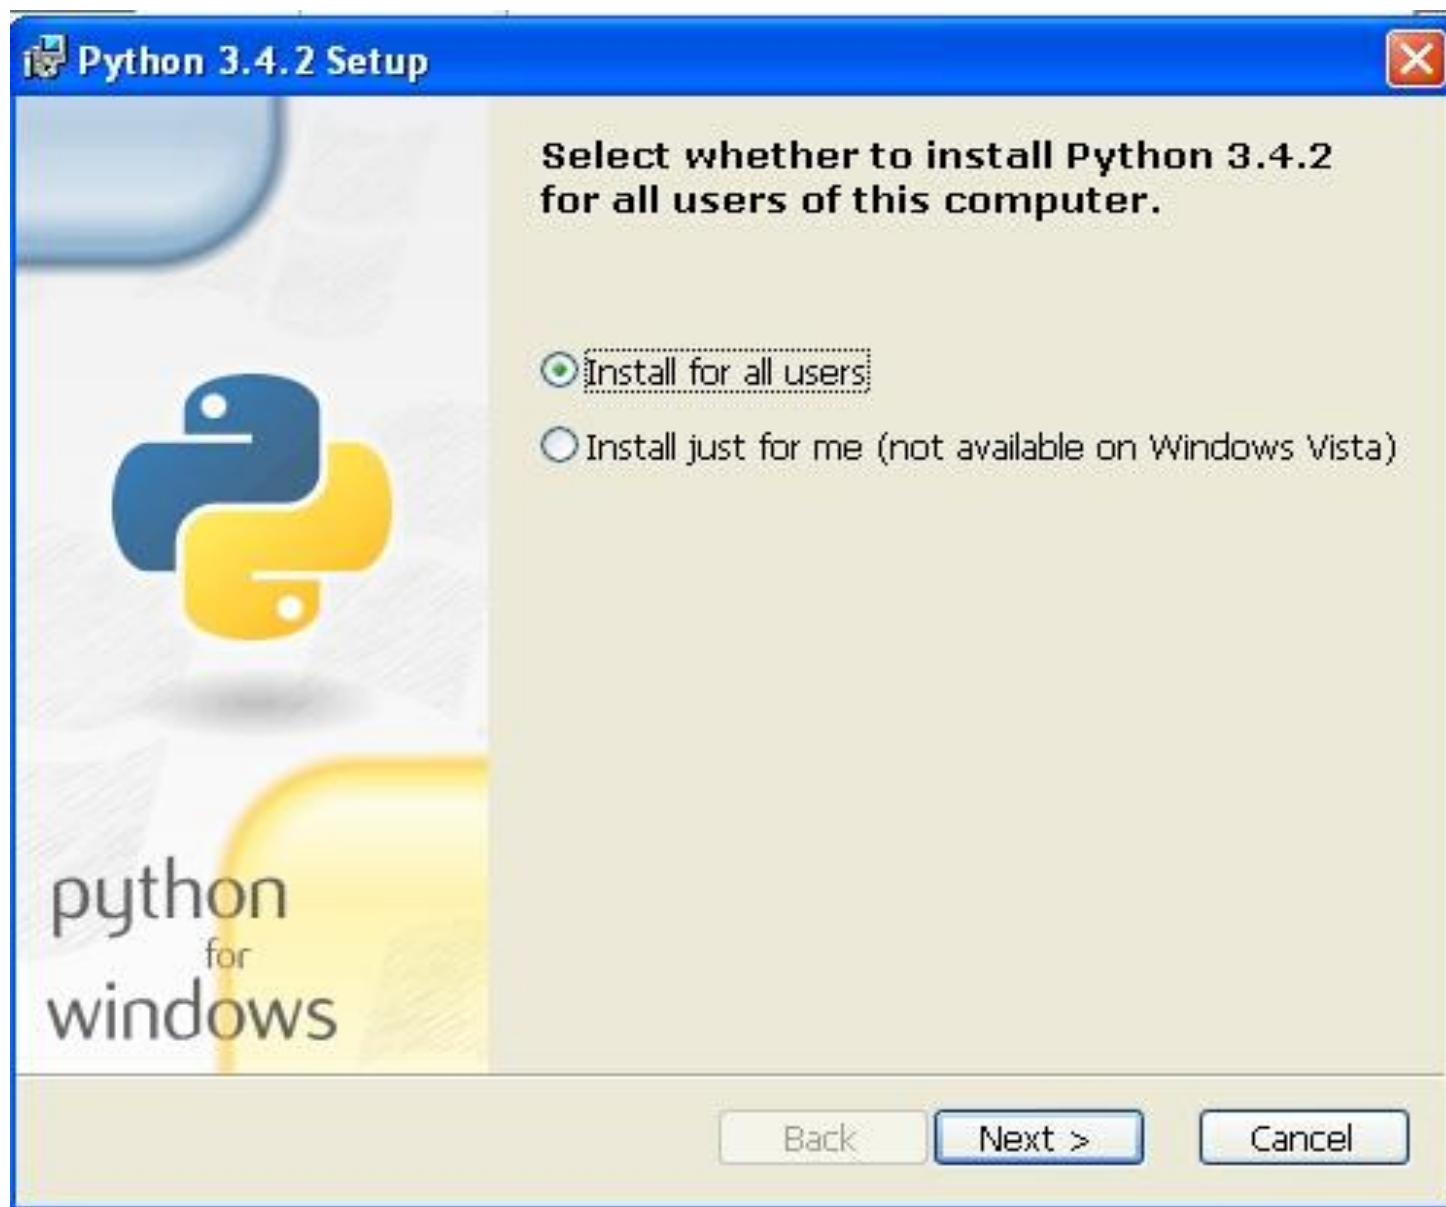 Python 3.4.2 Setup
Select whether to install Python 3.4.2
for all users of this computer.
Install for all users
Install just for me (not available on Windows Vista)
python
for
windows
Back
Next >
Cancel